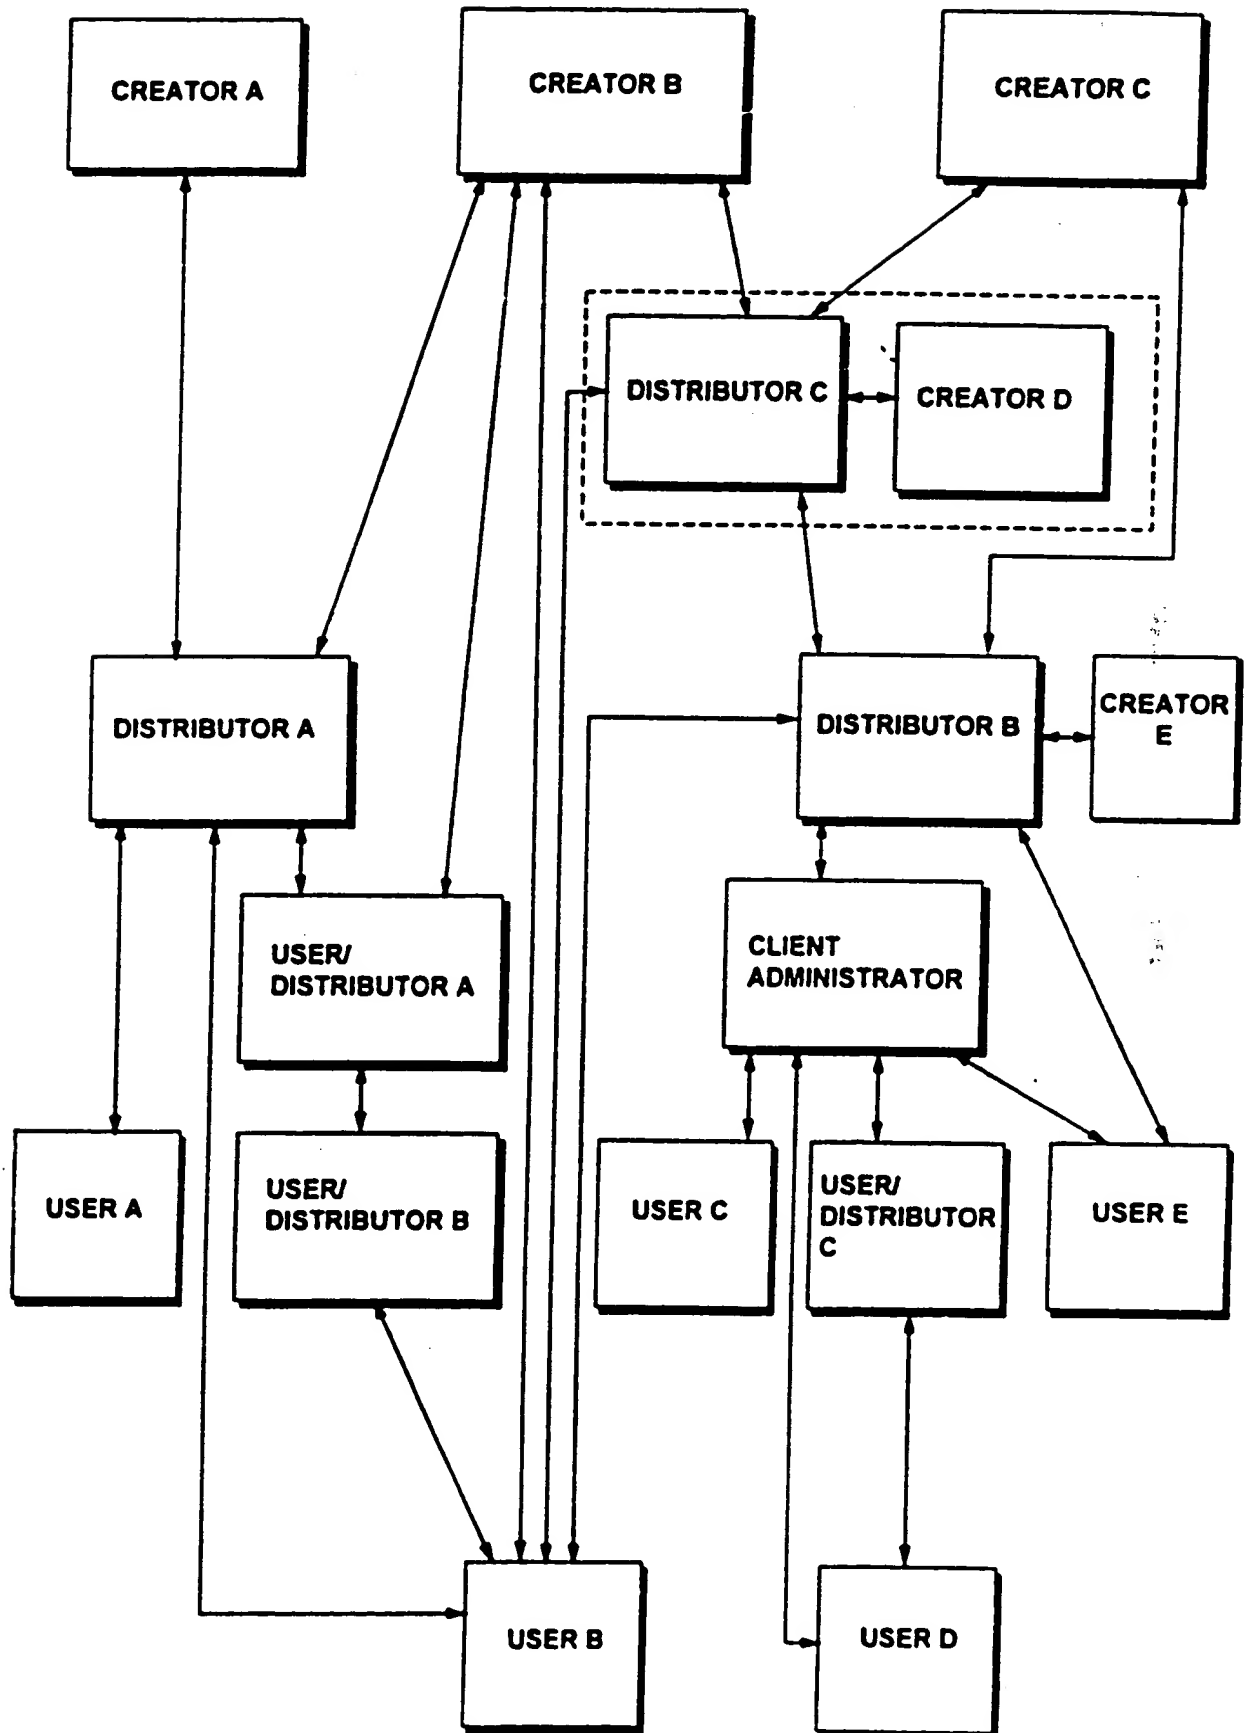 CREATOR A
CREATOR B
CREATOR C
DISTRIBUTOR C
CREATOR D
DISTRIBUTOR A
DISTRIBUTOR B
CREATOR
E
USER/
DISTRIBUTOR A
CLIENT
ADMINISTRATOR
USER A
USER/
DISTRIBUTOR B
USER C
USER/
DISTRIBUTOR
C
USER E
USER B
USER D